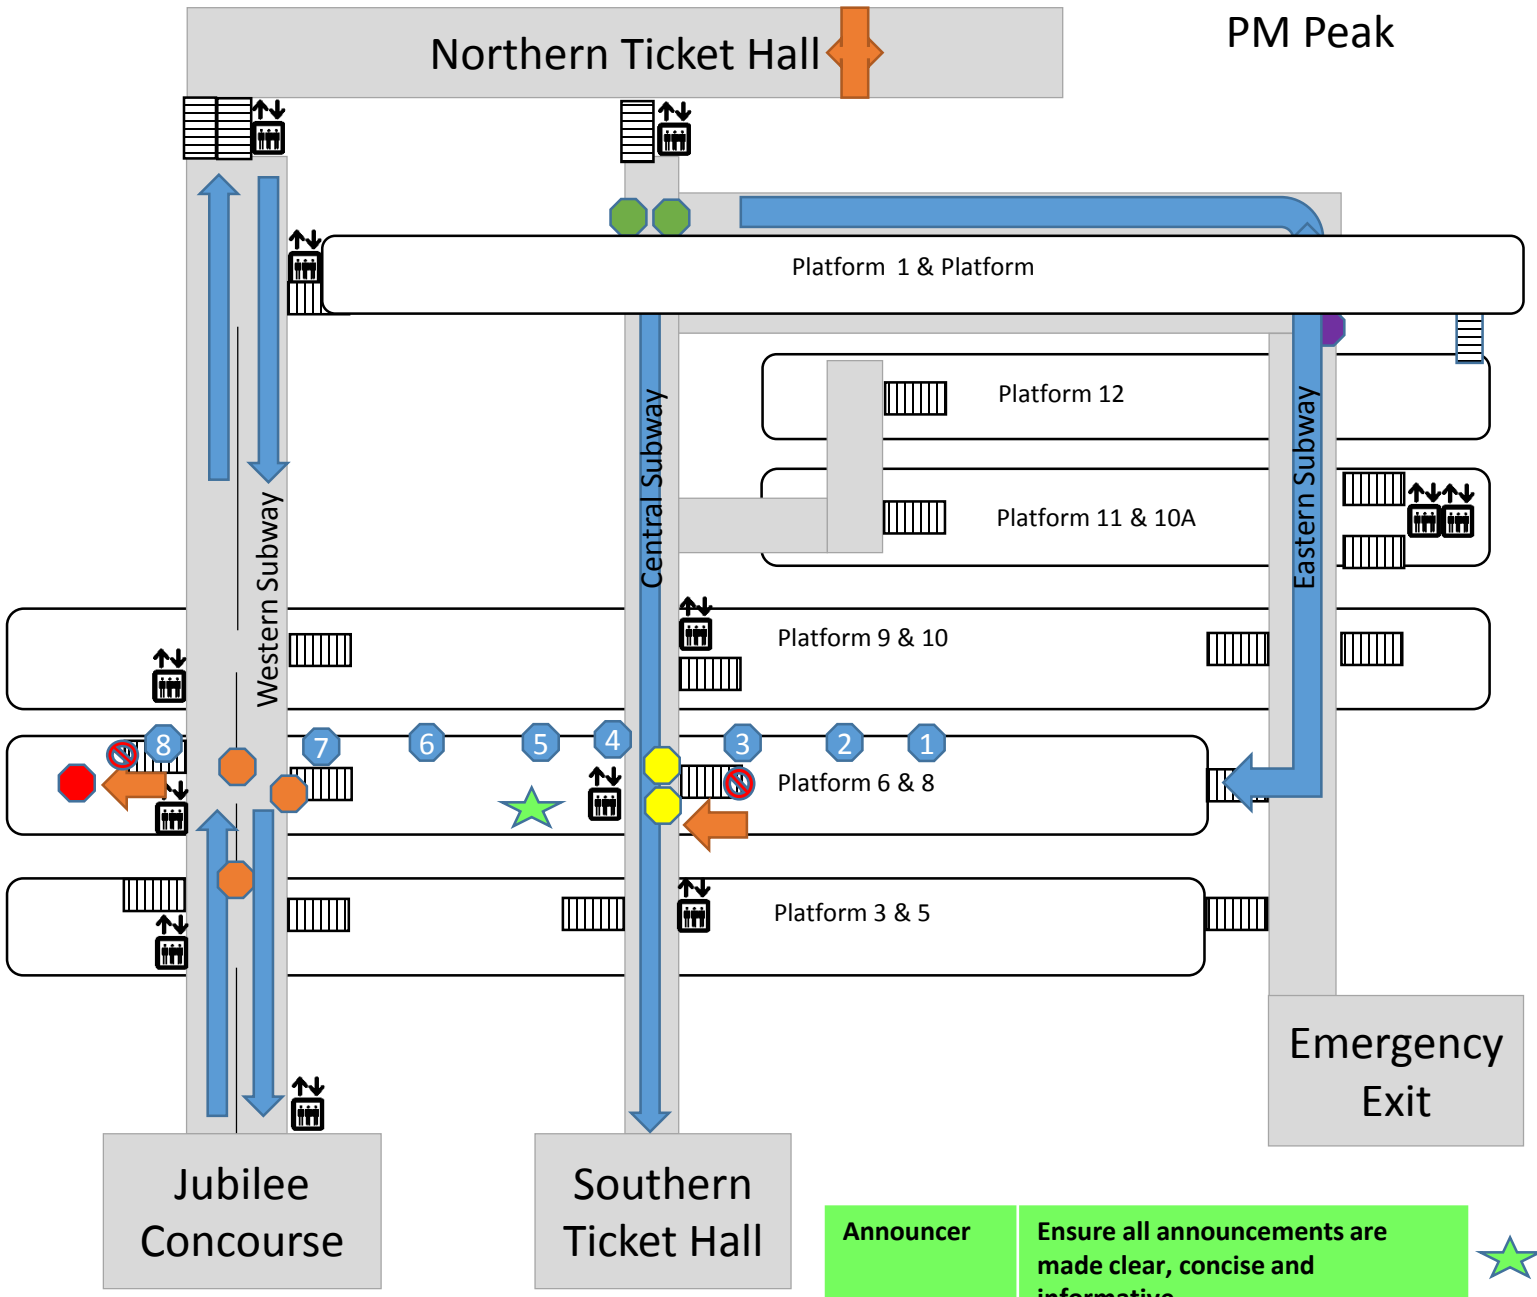 PM Peak
Northern Ticket Hall
Platform  1 & Platform
Platform 12
Central Subway
Eastern Subway
Western Subway
Platform 11 & 10A
Platform 9 & 10
8
7
6
5
4
3
2
1
Platform 6 & 8
Platform 3 & 5
Emergency
Exit
Jubilee
Concourse
Southern
Ticket Hall
Announcer
Ensure all announcements are
made clear, concise and
informative